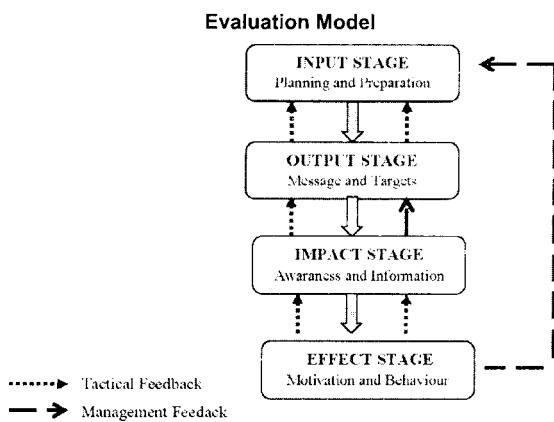 Evaluation Model
INPUT STAGE
Planning and Preparation
OUTPUT STAGE
Message and Targets
IMPACT STAGE
Awaraness and Information
EFFECT STAGE
Motivation and Behaviour
Tactical Feedback
Management Feedack